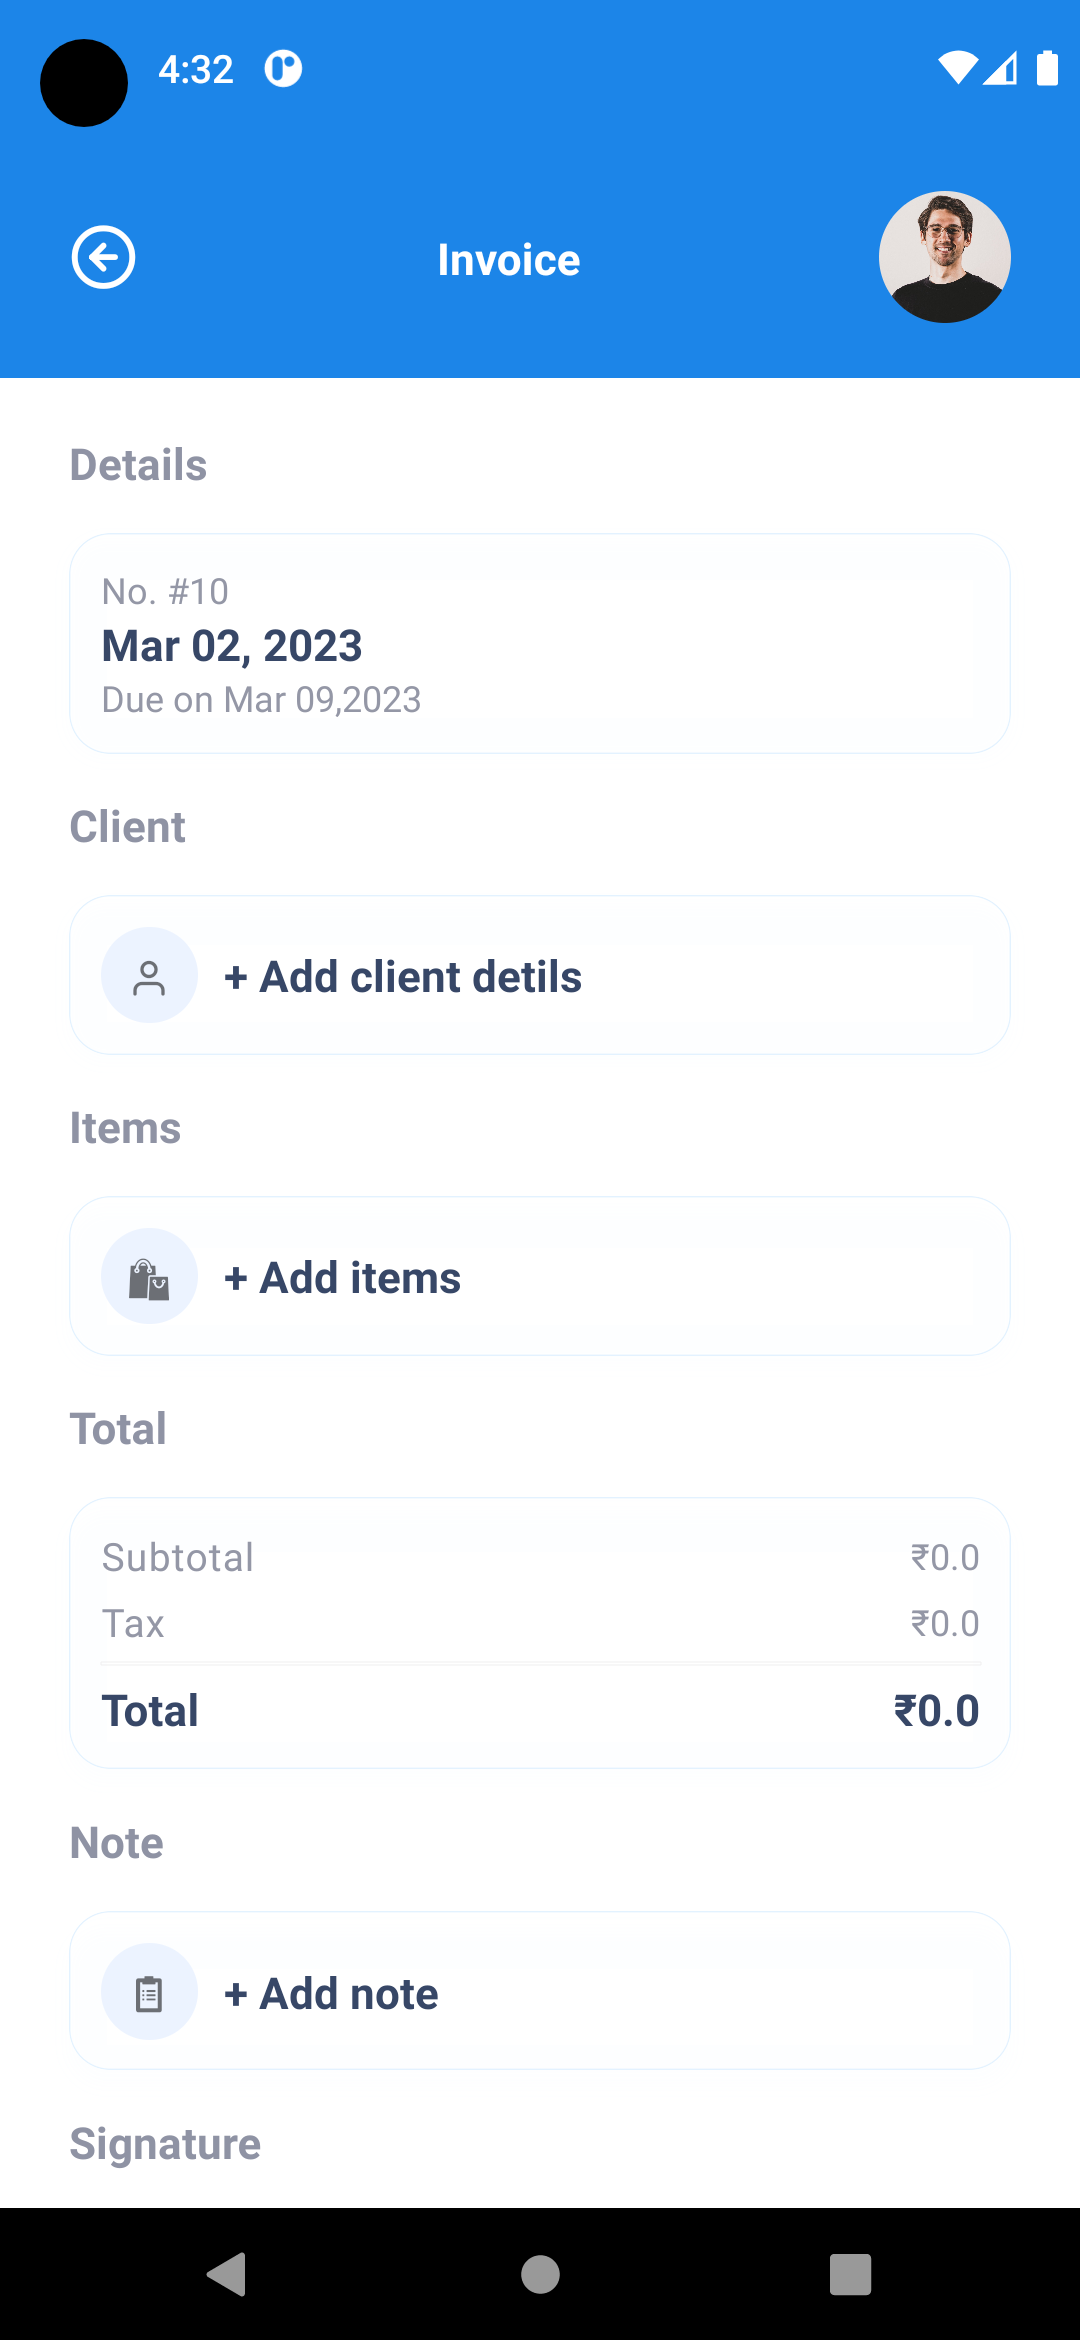 4:32
Invoice
Details
No. #10
Mar 02, 2023
Due on Mar 09,2023
Client
+ Add client detils
Items
+ Add items
Total
Subtotal ₹0.0
Tax ₹0.0
Total ₹0.0
Note
+ Add note
Signature